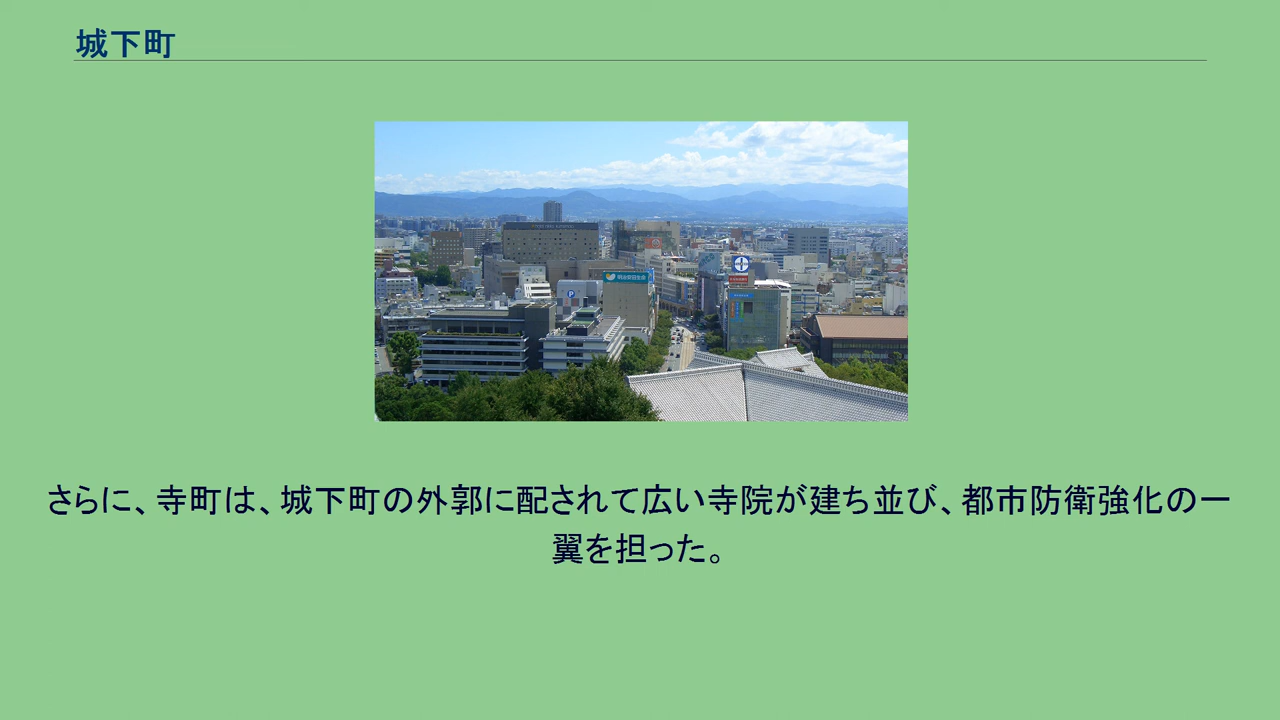 城下町
P
さらに、寺町は、城下町の外郭に配されて広い寺院が建ち並び、都市防衛強化の一
翼を担った。